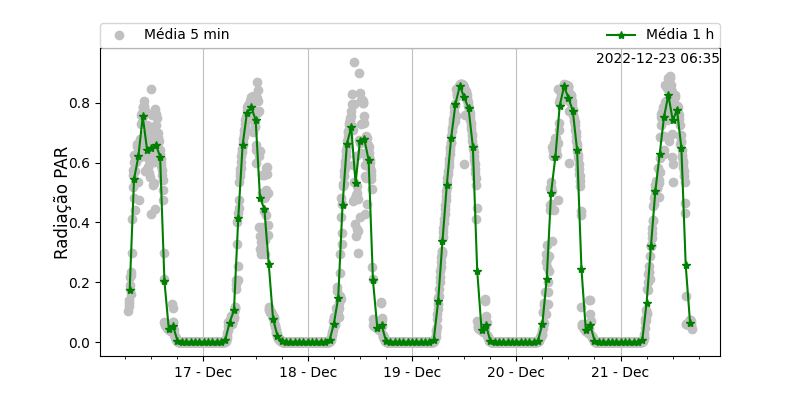 Média 5 min
Média 1 h
2022-12-23 06:35
Radiação PAR
0.8
0.6
0.4
0.2
0.0
17 - Dec
18 - Dec
19 - Dec
20 - Dec
21 - Dec